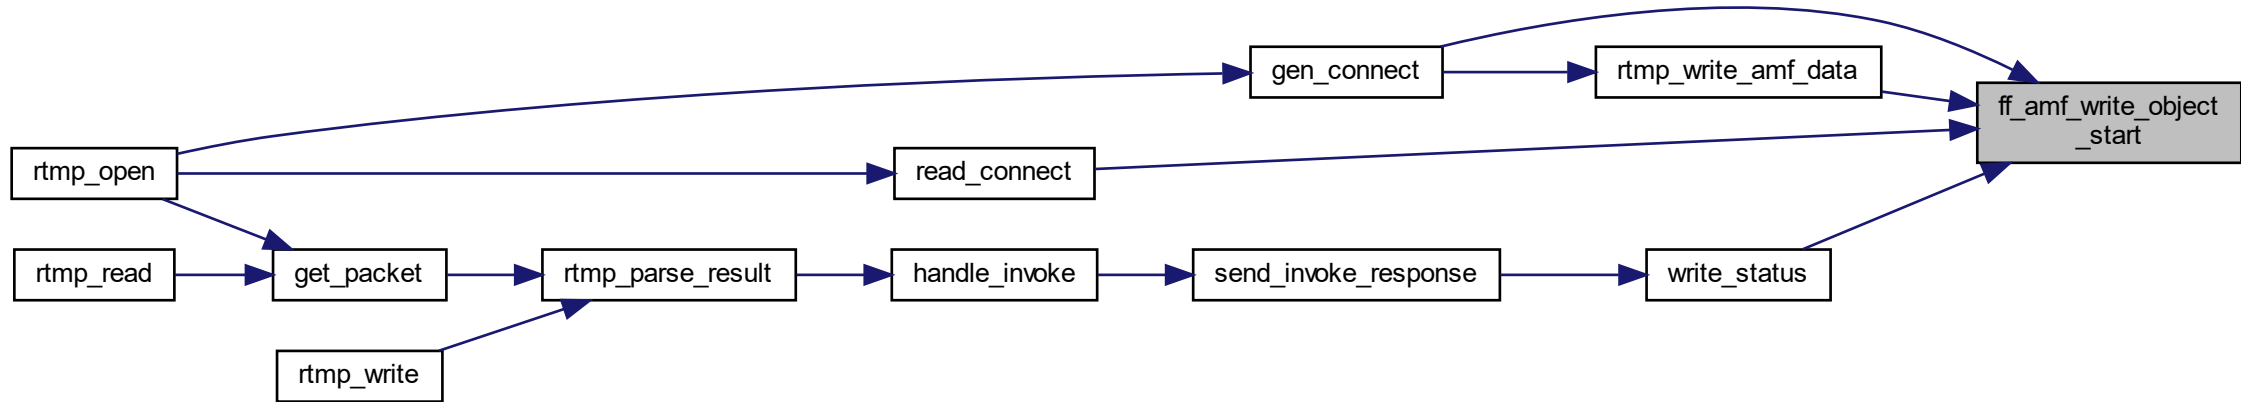 gen_connect
rtmp_write_amf_data
ff_amf_write_object
_start
rtmp_open
read_connect
rtmp_read
get_packet
rtmp_parse_result
handle_invoke
send_invoke_response
write_status
rtmp_write